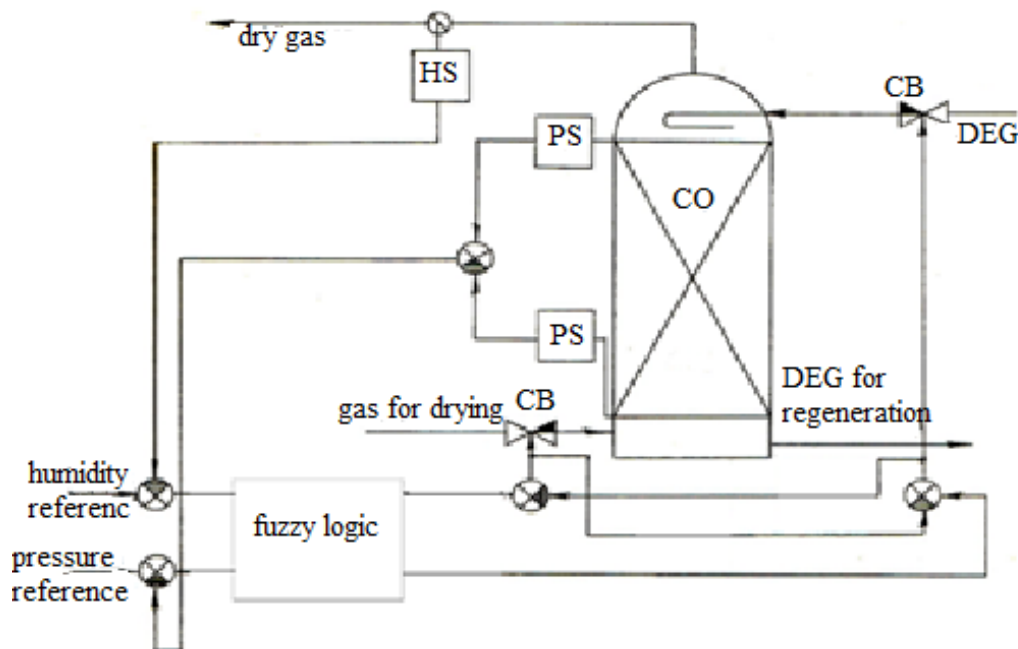 dry gas
HS
CB
DEG
PS
CO
PS
DEG for
regeneration
gas for drying
CB
humidity
referenc
fuzzy logic
pressure
reference